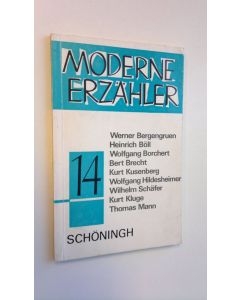 MODERNE
ERZÄHLER
14
Werner Bergengruen
Heinrich Böll
Wolfgang Borchert
Bert Brecht
Kurt Kusenberg
Wolfgang Hildesheimer
Wilhelm Schäfer
Kurt Kluge
Thomas Mann
SCHÖNINGH